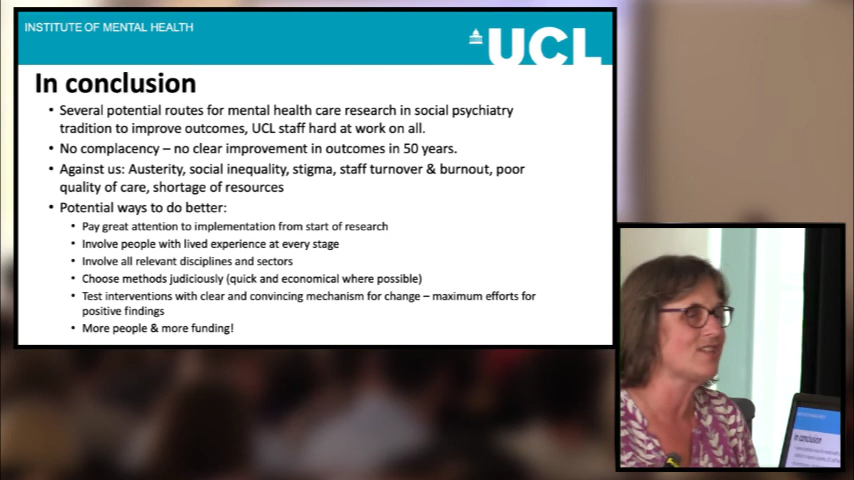 INSTITUTE OF MENTAL HEALTH
UCL
In conclusion
• Several potential routes for mental health care research in social psychiatry
tradition to improve outcomes, UCL staff hard at work on all.
• No complacency – no clear improvement in outcomes in 50 years.
• Against us: Austerity, social inequality, stigma, staff turnover & burnout, poor
quality of care, shortage of resources
• Potential ways to do better:
• Pay great attention to implementation from start of research
• Involve people with lived experience at every stage
• Involve all relevant disciplines and sectors
• Choose methods judiciously (quick and economical where possible)
• Test interventions with clear and convincing mechanism for change – maximum efforts for
positive findings
• More people & more funding!
In conclusion